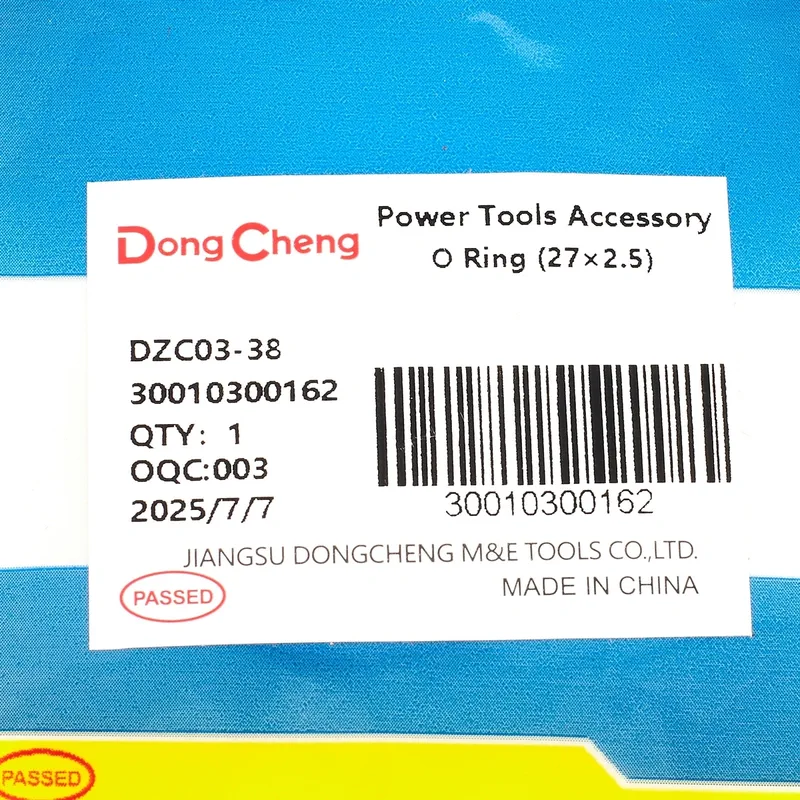 Dong Cheng
Power Tools Accessory
O Ring (27×2.5)
DZC03-38
30010300162
QTY: 1
OQC:003
2025/7/7
30010300162
JIANGSU DONGCHENG M&E TOOLS CO.,LTD.
PASSED
MADE IN CHINA
PASSED